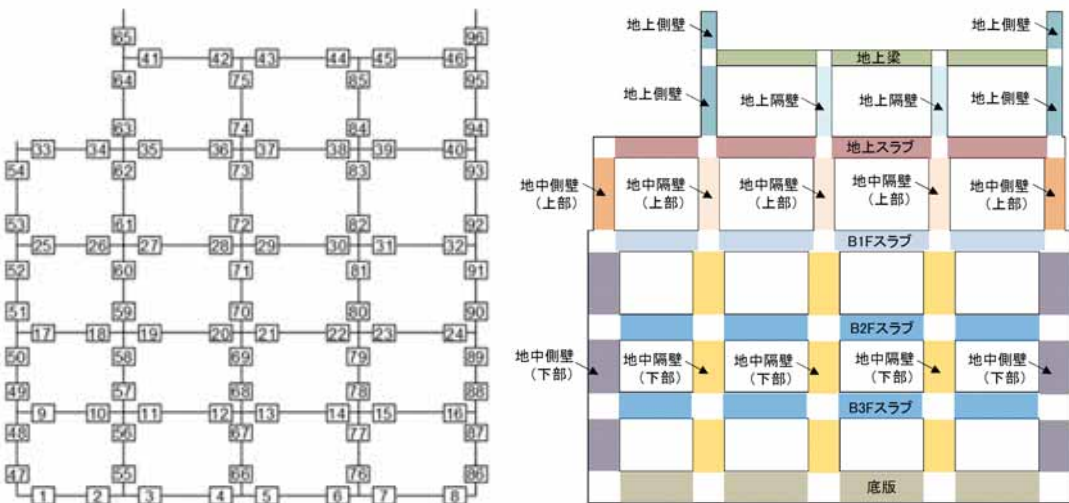 65 96
41 42 43 44 45 46
64 75 85 95
63 74 84 94
33 34 35 36 37 38 39 40
54 62 73 83 93
53 61 72 82 92
25 26 27 28 29 30 31 32
52 60 71 81 91
51 59 70 80 90
17 18 19 20 21 22 23 24
50 58 69 79 89
49 57 68 78 88
9 10 11 12 13 14 15 16
48 56 67 77 87
47 55 66 76 86
1 2 3 4 5 6 7 8
地上側壁 地上側壁
地上梁
地上側壁 地上隔壁 地上隔壁 地上側壁
地上スラブ
地中側壁 地中隔壁 地中隔壁 地中隔壁 地中側壁
(上部) (上部) (上部) (上部) (上部)
B1Fスラブ
B2Fスラブ
地中側壁 地中隔壁 地中隔壁 地中隔壁 地中側壁
(下部) (下部) (下部) (下部) (下部)
B3Fスラブ
底版